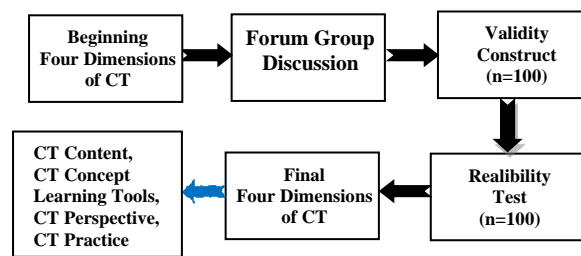 Beginning
Four Dimensions
of CT
Forum Group
Discussion
Validity
Construct
(n=100)
Realibility
Test
(n=100)
Final
Four Dimensions
of CT
CT Content,
CT Concept
Learning Tools,
CT Perspective,
CT Practice